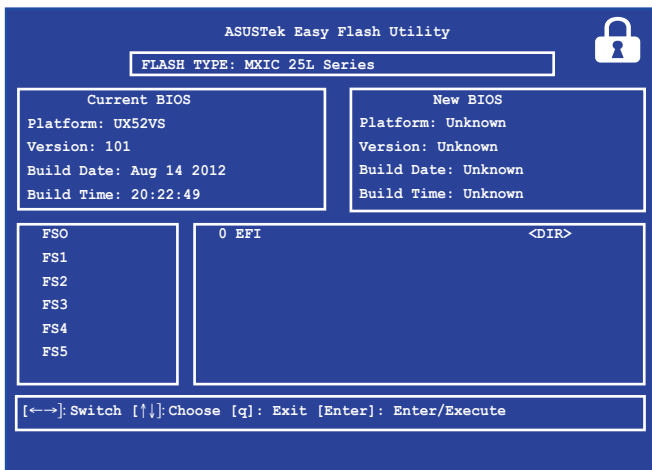 ASUSTek Easy Flash Utility
FLASH TYPE: MXIC 25L Series
Current BIOS
Platform: UX52VS
Version: 101
Build Date: Aug 14 2012
Build Time: 20:22:49
New BIOS
Platform: Unknown
Version: Unknown
Build Date: Unknown
Build Time: Unknown
FSO
FS1
FS2
FS3
FS4
FS5
0 EFI <DIR>
[←→]: Switch [↑↓]: Choose [q]: Exit [Enter]: Enter/Execute